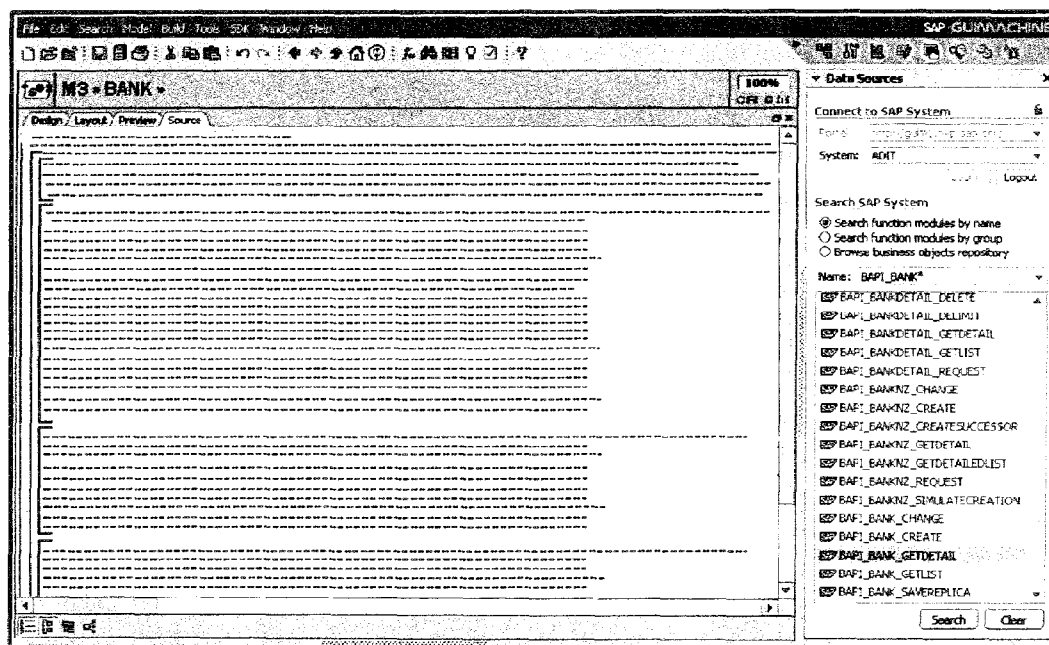 File Edit Search Model Build Tools SDK Window Help
SAP GUIMACHINE
M3 • BANK •
100%
Design Layout Preview Source
Data Sources
Connect to SAP System
System: ADIT
Logout
Search SAP System
Search function modules by name
Search function modules by group
Browse business objects repository
Name: BAPI_BANK*
BAPI_BANKDETAIL_DELETE
BAPI_BANKDETAIL_DELIMIT
BAPI_BANKDETAIL_GETDETAIL
BAPI_BANKDETAIL_GETLIST
BAPI_BANKDETAIL_REQUEST
BAPI_BANKNZ_CHANGE
BAPI_BANKNZ_CREATE
BAPI_BANKNZ_CREATESUCCESSOR
BAPI_BANKNZ_GETDETAIL
BAPI_BANKNZ_GETDETAILEDLIST
BAPI_BANKNZ_REQUEST
BAPI_BANKNZ_SIMULATECREATION
BAPI_BANK_CHANGE
BAPI_BANK_CREATE
BAPI_BANK_GETDETAIL
BAPI_BANK_GETLIST
BAPI_BANK_SAVEREPLICA
Search Clear